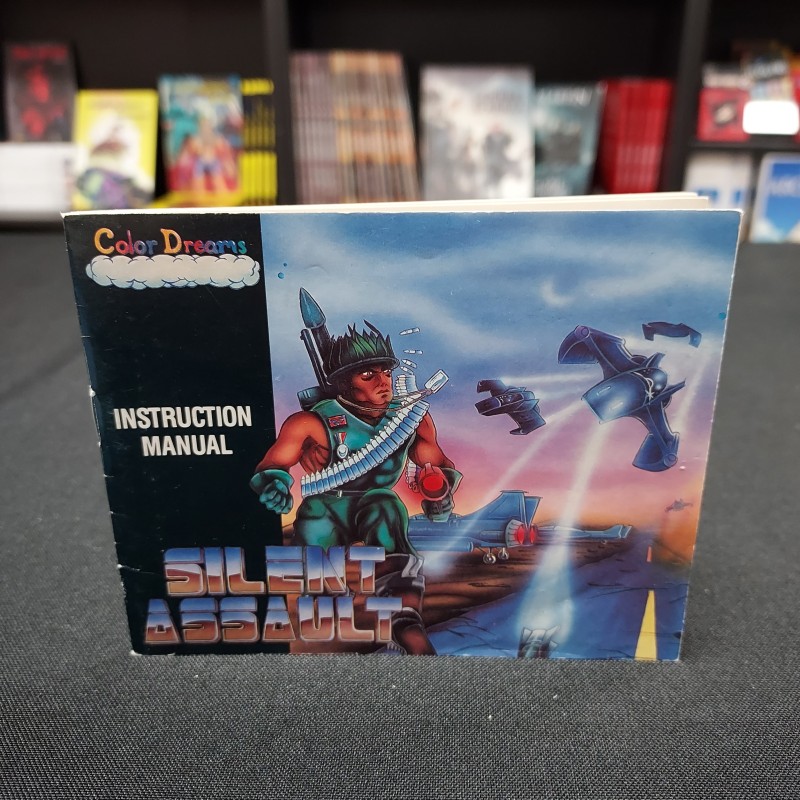 Color Dreams
INSTRUCTION
MANUAL
SILENT
ASSAULT